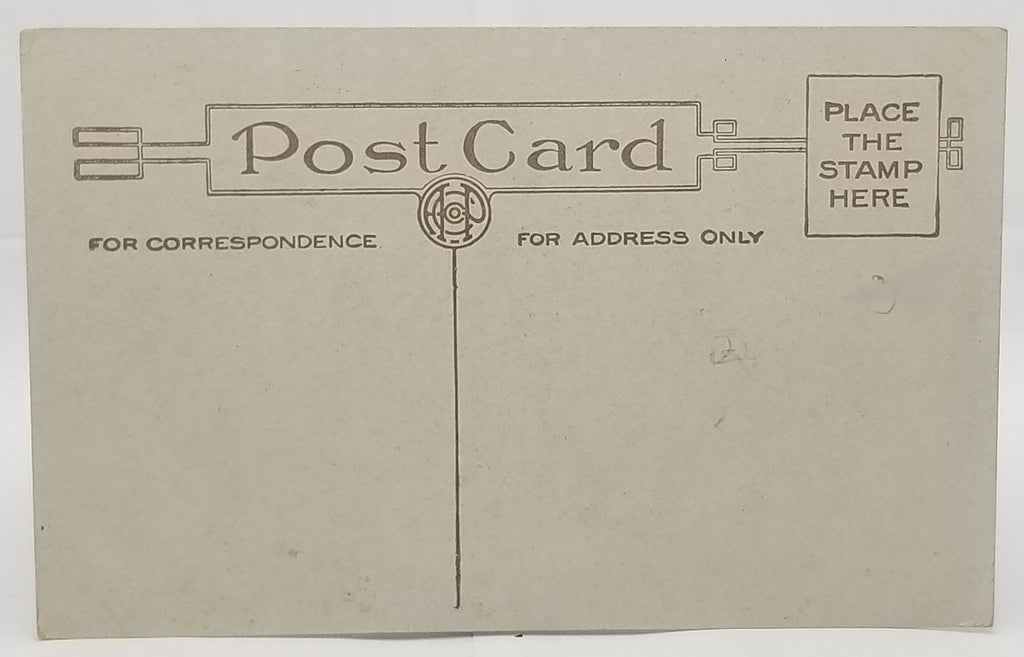 Post Card
PLACE
THE
STAMP
HERE
FOR CORRESPONDENCE.
FOR ADDRESS ONLY